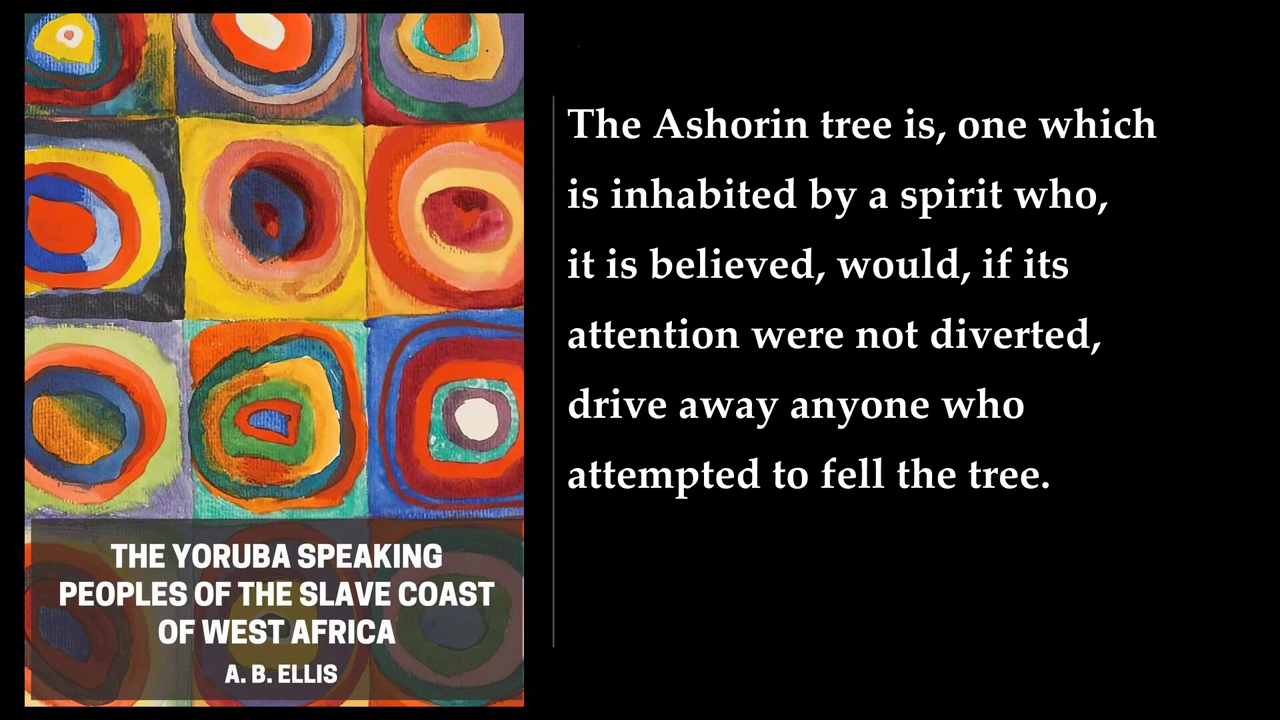 THE YORUBA SPEAKING
PEOPLES OF THE SLAVE COAST
OF WEST AFRICA
A. B. ELLIS
The Ashorin tree is, one which
is inhabited by a spirit who,
it is believed, would, if its
attention were not diverted,
drive away anyone who
attempted to fell the tree.